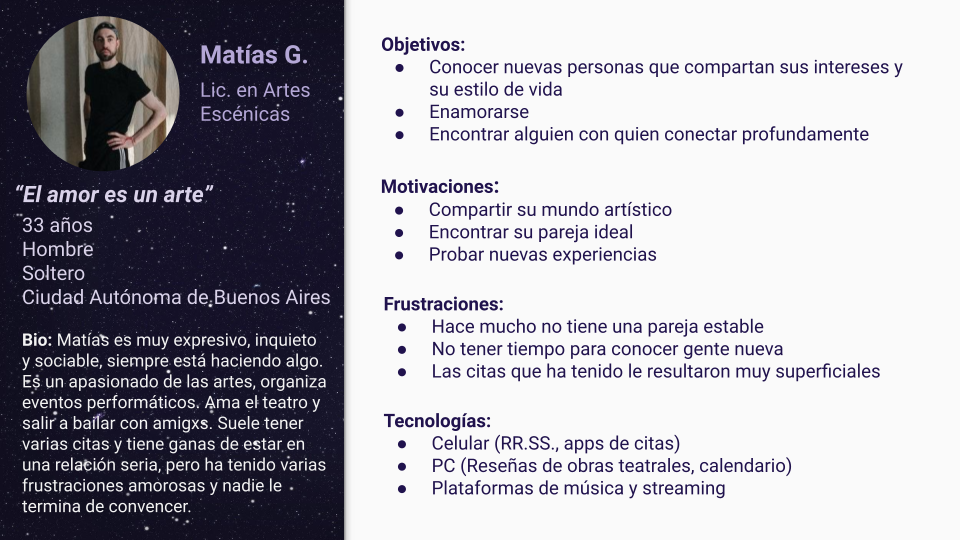 Matías G.
Lic. en Artes
Escénicas
“El amor es un arte”
33 años
Hombre
Soltero
Ciudad Autónoma de Buenos Aires
Bio: Matías es muy expresivo, inquieto
y sociable, siempre está haciendo algo.
Es un apasionado de las artes, organiza
eventos performáticos. Ama el teatro y
salir a bailar con amigxs. Suele tener
varias citas y tiene ganas de estar en
una relación seria, pero ha tenido varias
frustraciones amorosas y nadie le
termina de convencer.
Objetivos:
● Conocer nuevas personas que compartan sus intereses y
su estilo de vida
● Enamorarse
● Encontrar alguien con quien conectar profundamente
Motivaciones:
● Compartir su mundo artístico
● Encontrar su pareja ideal
● Probar nuevas experiencias
Frustraciones:
● Hace mucho no tiene una pareja estable
● No tener tiempo para conocer gente nueva
● Las citas que ha tenido le resultaron muy superficiales
Tecnologías:
● Celular (RR.SS., apps de citas)
● PC (Reseñas de obras teatrales, calendario)
● Plataformas de música y streaming